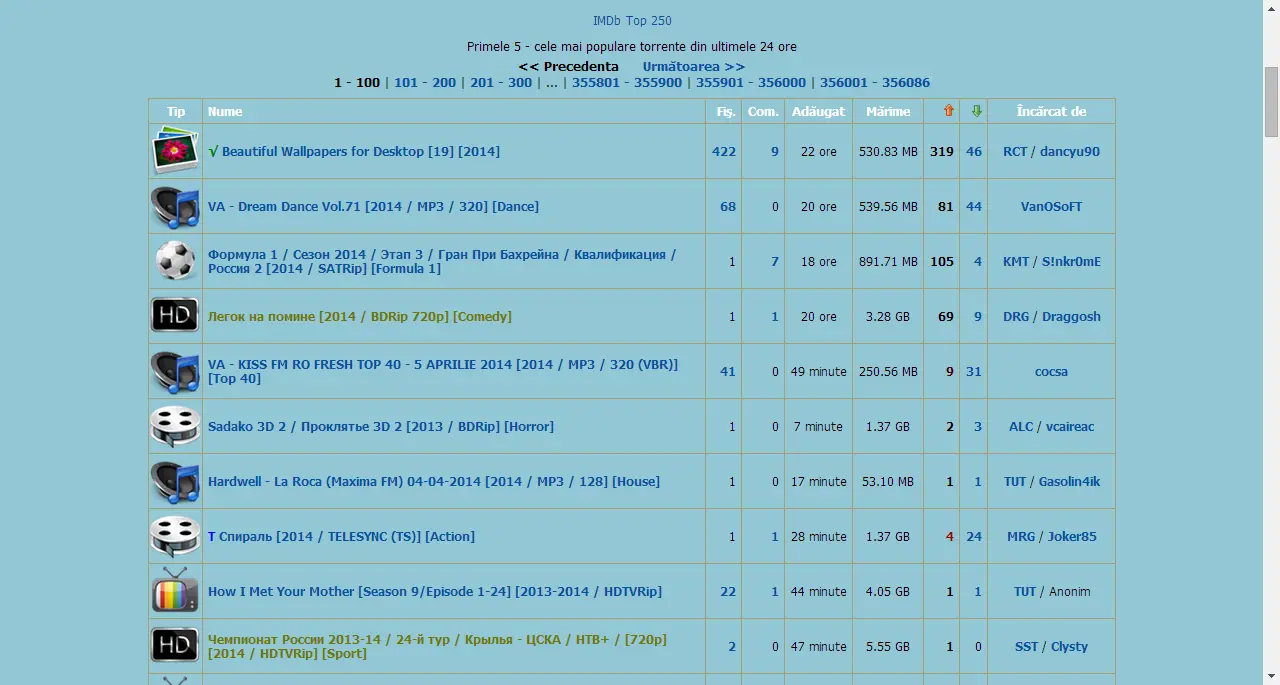 IMDb Top 250
Primele 5 - cele mai populare torrente din ultimele 24 ore
<< Precedenta Următoarea >>
1 - 100 | 101 - 200 | 201 - 300 | ... | 355801 - 355900 | 355901 - 356000 | 356001 - 356086
Tip Nume Fiș. Com. Adăugat Mărime Încărcat de
√ Beautiful Wallpapers for Desktop [19] [2014] 422 9 22 ore 530.83 MB 319 46 RCT / dancyu90
VA - Dream Dance Vol.71 [2014 / MP3 / 320] [Dance] 68 0 20 ore 539.56 MB 81 44 VanOSoFT
Формула 1 / Сезон 2014 / Этап 3 / Гран При Бахрейна / Квалификация /
Россия 2 [2014 / SATRip] [Formula 1] 1 7 18 ore 891.71 MB 105 4 KMT / S!nkr0mE
HD Легок на помине [2014 / BDRip 720p] [Comedy] 1 1 20 ore 3.28 GB 69 9 DRG / Draggosh
VA - KISS FM RO FRESH TOP 40 - 5 APRILIE 2014 [2014 / MP3 / 320 (VBR)]
[Top 40] 41 0 49 minute 250.56 MB 9 31 cocsa
Sadako 3D 2 / Проклятье 3D 2 [2013 / BDRip] [Horror] 1 0 7 minute 1.37 GB 2 3 ALC / vcaireac
Hardwell - La Roca (Maxima FM) 04-04-2014 [2014 / MP3 / 128] [House] 1 0 17 minute 53.10 MB 1 1 TUT / Gasolin4ik
T Спираль [2014 / TELESYNC (TS)] [Action] 1 1 28 minute 1.37 GB 4 24 MRG / Joker85
How I Met Your Mother [Season 9/Episode 1-24] [2013-2014 / HDTVRip] 22 1 44 minute 4.05 GB 1 1 TUT / Anonim
HD Чемпионат России 2013-14 / 24-й тур / Крылья - ЦСКА / НТВ+ / [720p]
[2014 / HDTVRip] [Sport] 2 0 47 minute 5.55 GB 1 0 SST / Clysty